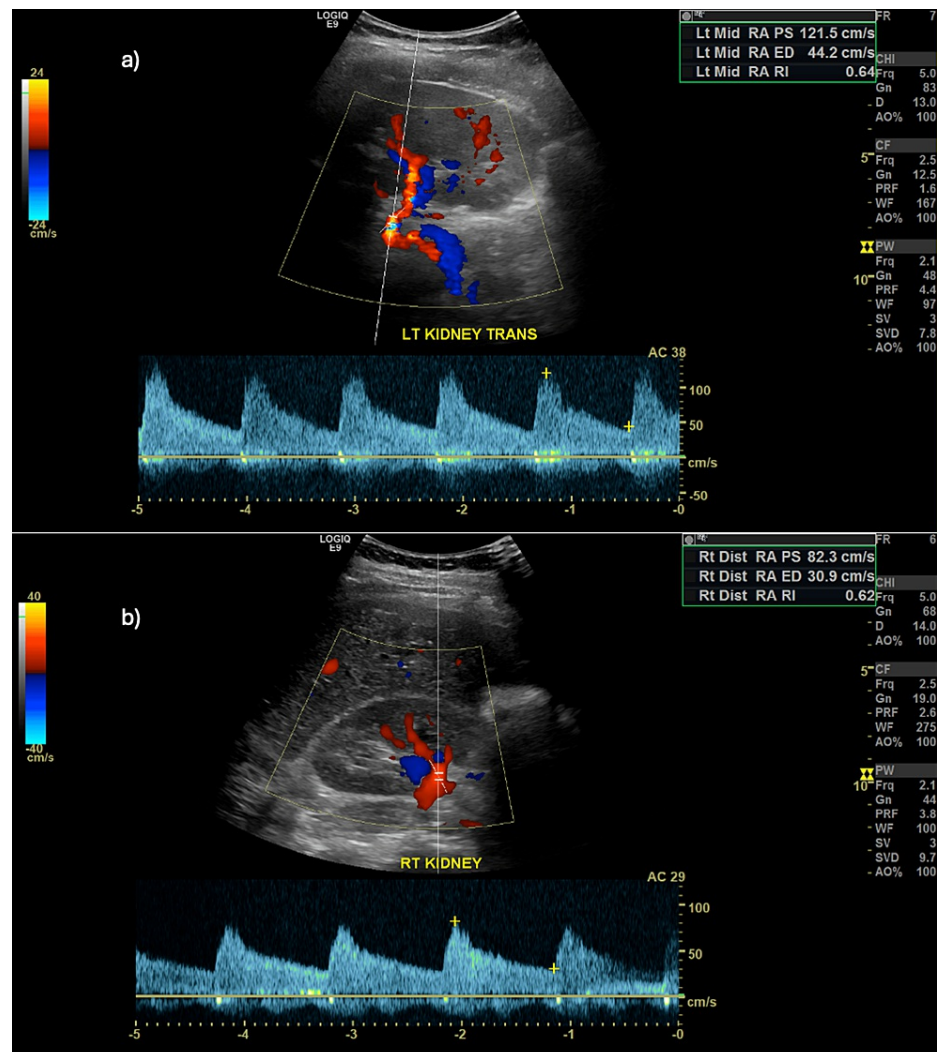 LOGIQ
E9
a)
24
-24
cm/s
Lt Mid RA PS 121.5 cm/s
Lt Mid RA ED 44.2 cm/s
Lt Mid RA RI 0.64
FR 7
CHI
Frq 5.0
Gn 83
D 13.0
AO% 100
CF
Frq 2.5
Gn 12.5
PRF 1.6
WF 167
AO% 100
PW
Frq 2.1
Gn 48
PRF 4.4
WF 97
SV 3
SVD 7.8
AO% 100
5
10
LT KIDNEY TRANS
AC 38
100
50
cm/s
-50
-5 -4 -3 -2 -1 -0
LOGIQ
E9
b)
40
-40
cm/s
Rt Dist RA PS 82.3 cm/s
Rt Dist RA ED 30.9 cm/s
Rt Dist RA RI 0.62
FR 6
CHI
Frq 5.0
Gn 68
D 14.0
AO% 100
CF
Frq 2.5
Gn 19.0
PRF 2.6
WF 275
AO% 100
PW
Frq 2.1
Gn 44
PRF 3.8
WF 100
SV 3
SVD 9.7
AO% 100
5
10
RT KIDNEY
AC 29
100
50
cm/s
-5 -4 -3 -2 -1 -0